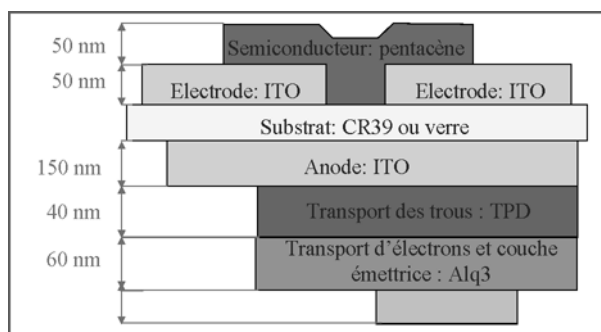 50 nm
Semiconducteur: pentacène
50 nm
Electrode: ITO
Electrode: ITO
Substrat: CR39 ou verre
150 nm
Anode: ITO
40 nm
Transport des trous : TPD
60 nm
Transport d’électrons et couche
émettrice : Alq3